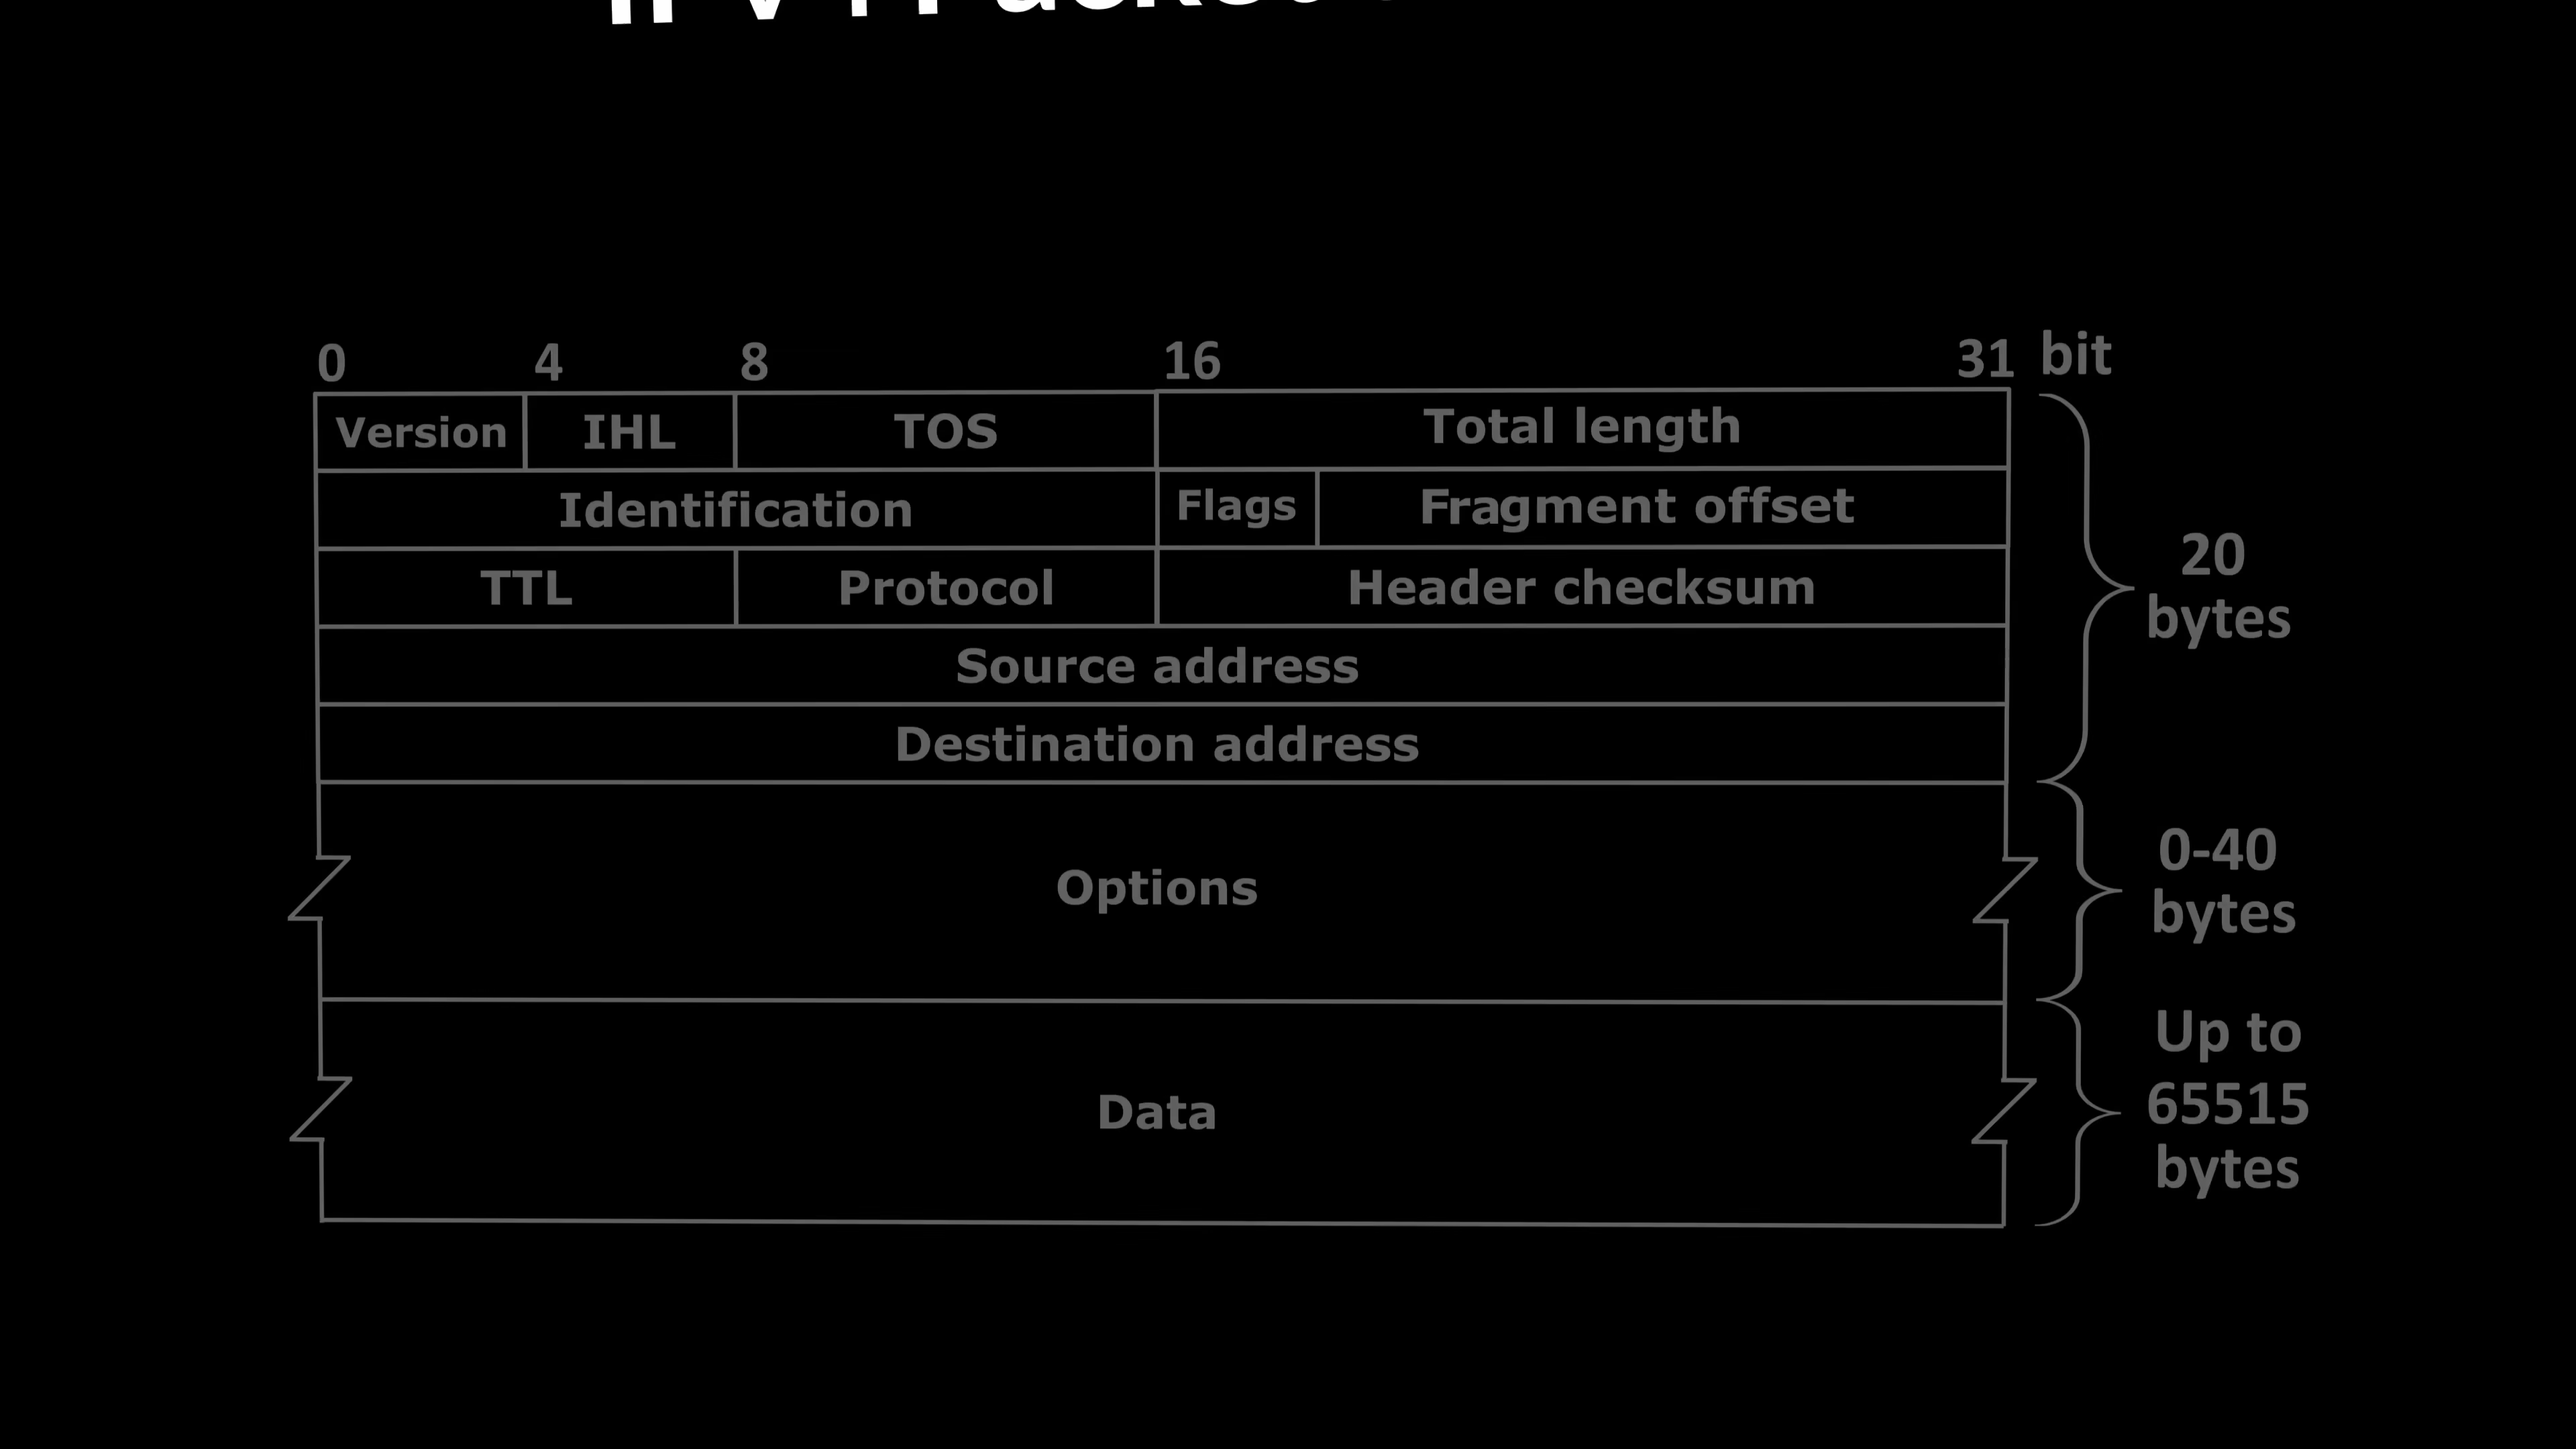 0 4 8 16 31 bit
Version IHL TOS Total length
Identification Flags Fragment offset
TTL Protocol Header checksum
Source address
Destination address
Options
Data
20
bytes
0-40
bytes
Up to
65515
bytes